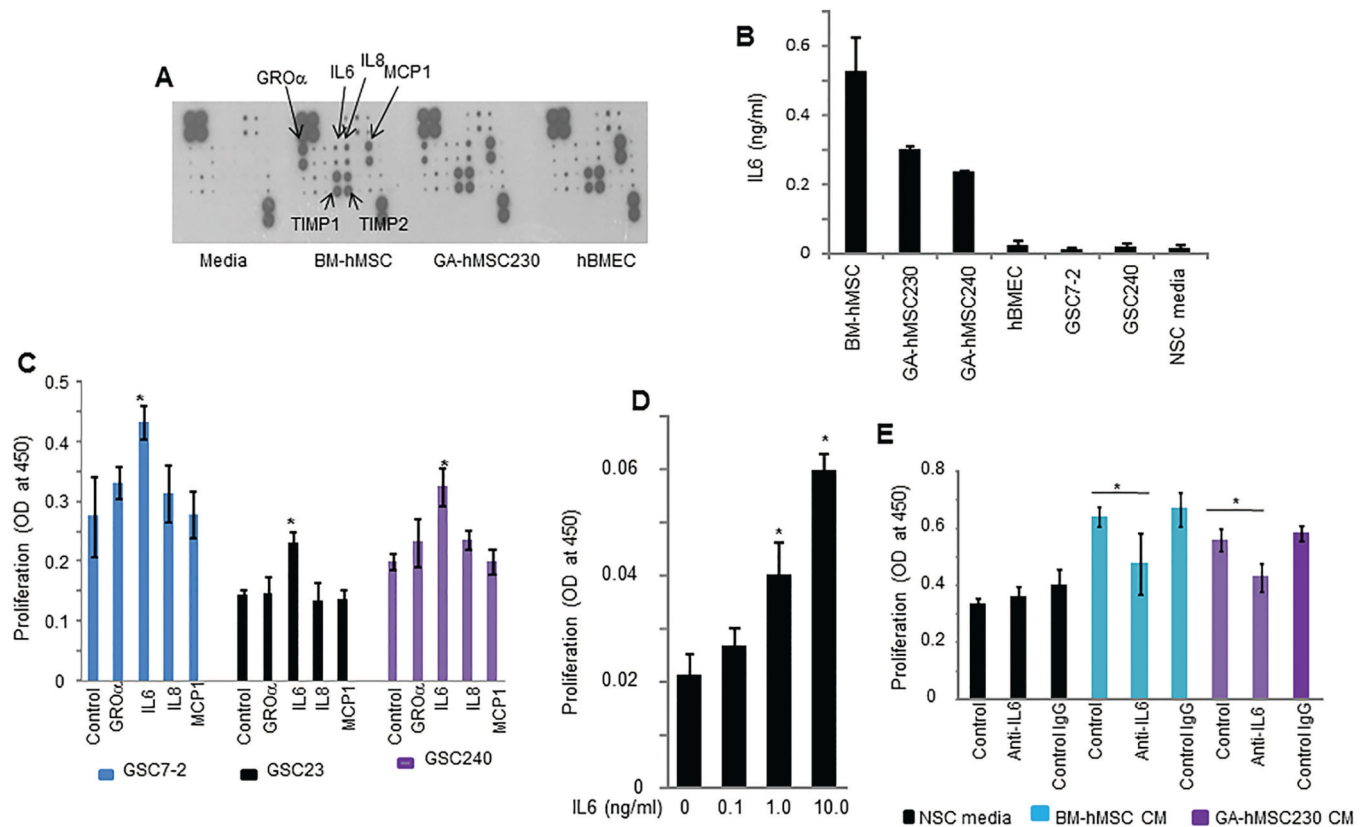 A
GROα
IL6
IL8
MCP1
TIMP1
TIMP2
Media
BM-hMSC
GA-hMSC230
hBMEC
B
IL6 (ng/ml)
0.6
0.4
0.2
0
BM-hMSC
GA-hMSC230
GA-hMSC240
hBMEC
GSC7-2
GSC240
NSC media
C
Proliferation (OD at 450)
0.5
0.4
0.3
0.2
0.1
0
*
*
*
Control
GROα
IL6
IL8
MCP1
Control
GROα
IL6
IL8
MCP1
Control
GROα
IL6
IL8
MCP1
GSC7-2
GSC23
GSC240
D
Proliferation (OD at 450)
0.06
0.04
0.02
0
*
*
IL6 (ng/ml)
0 0.1 1.0 10.0
E
Proliferation (OD at 450)
0.8
0.6
0.4
0.2
0
*
*
Control
Anti-IL6
Control IgG
Control
Anti-IL6
Control IgG
Control
Anti-IL6
Control IgG
NSC media
BM-hMSC CM
GA-hMSC230 CM